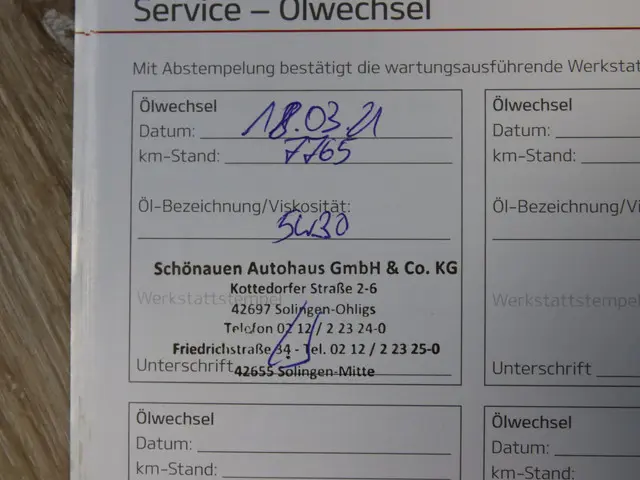 Service – Ölwechsel
Mit Abstempelung bestätigt die wartungsausführende Werkstat
Ölwechsel
Datum: 18.03.21
km-Stand: 7765
Öl-Bezeichnung/Viskosität:
5W30
Schönauen Autohaus GmbH & Co. KG
Kottedorfer Straße 2-6
Werkstattstempel
42697 Solingen-Ohligs
Telefon 02 12 / 2 23 24-0
Friedrichstraße 34 - Tel. 02 12 / 2 23 25-0
Unterschrift
42655 Solingen-Mitte
Ölwechsel
Datum:
km-Stand:
Öl-Bezeichnung/Vi
Werkstattstempel
Unterschrift
Ölwechsel
Datum:
km-Stand:
Ölwechsel
Datum:
km-Stand: